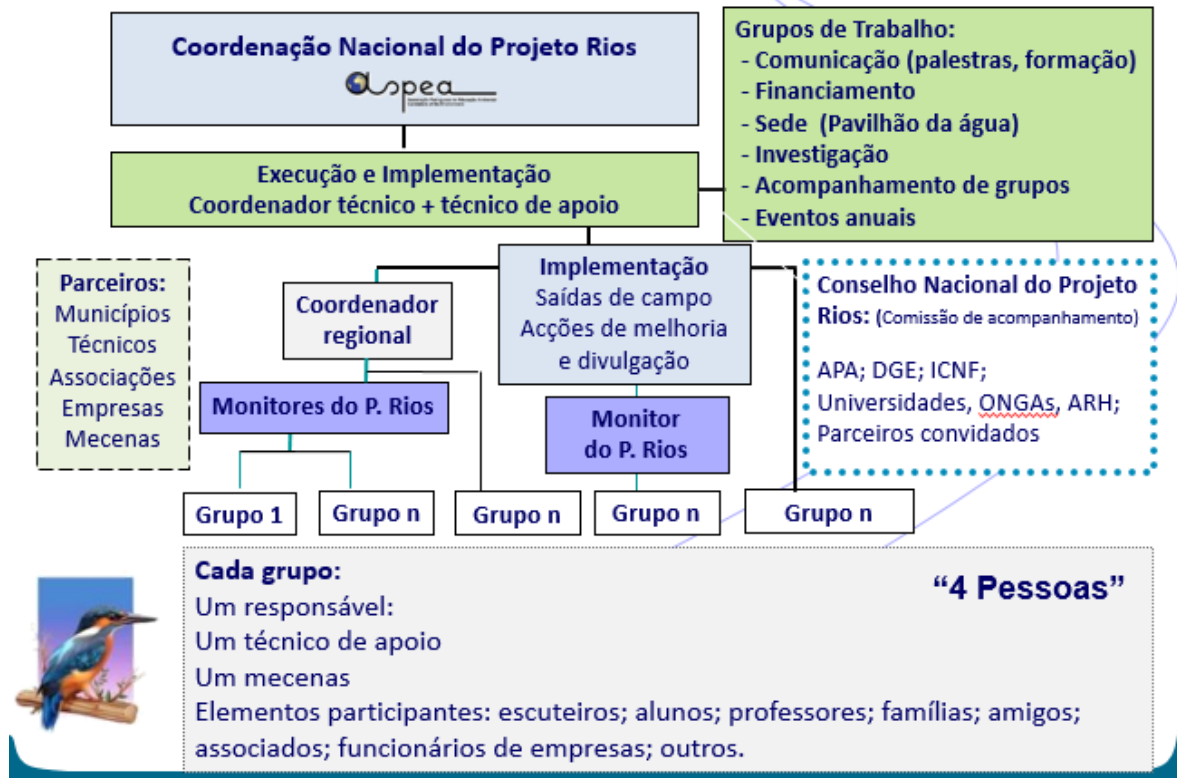 Coordenação Nacional do Projeto Rios
aspea
Grupos de Trabalho:
- Comunicação (palestras, formação)
- Financiamento
- Sede (Pavilhão da água)
- Investigação
- Acompanhamento de grupos
- Eventos anuais
Execução e Implementação
Coordenador técnico + técnico de apoio
Parceiros:
Municípios
Técnicos
Associações
Empresas
Mecenas
Coordenador
regional
Implementação
Saídas de campo
Acções de melhoria
e divulgação
Conselho Nacional do Projeto
Rios: (Comissão de acompanhamento)
APA; DGE; ICNF;
Universidades, ONGAs, ARH;
Parceiros convidados
Monitores do P. Rios
Monitor
do P. Rios
Grupo 1
Grupo n
Grupo n
Grupo n
Grupo n
Cada grupo:
"4 Pessoas"
Um responsável:
Um técnico de apoio
Um mecenas
Elementos participantes: escuteiros; alunos; professores; famílias; amigos;
associados; funcionários de empresas; outros.